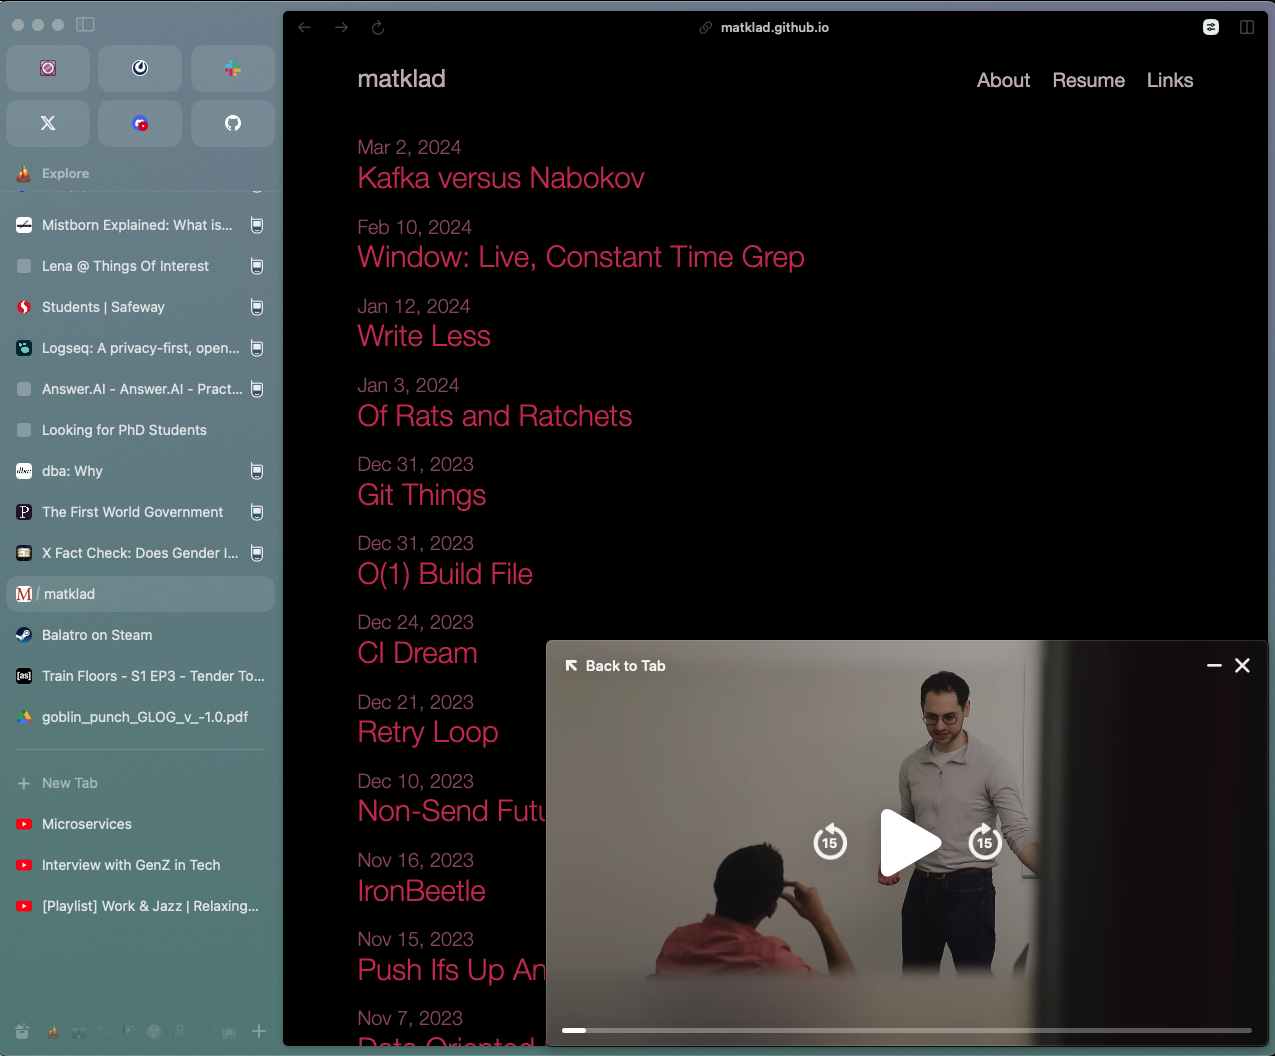 Explore
Mistborn Explained: What is...
Lena @ Things Of Interest
Students | Safeway
Logseq: A privacy-first, open...
Answer.AI - Answer.AI - Pract...
Looking for PhD Students
dba: Why
The First World Government
X Fact Check: Does Gender I...
M / matklad
Balatro on Steam
[as] Train Floors - S1 EP3 - Tender To...
goblin_punch_GLOG_v_-1.0.pdf
+ New Tab
Microservices
Interview with GenZ in Tech
[Playlist] Work & Jazz | Relaxing...
matklad.github.io
matklad
About Resume Links
Mar 2, 2024
Kafka versus Nabokov
Feb 10, 2024
Window: Live, Constant Time Grep
Jan 12, 2024
Write Less
Jan 3, 2024
Of Rats and Ratchets
Dec 31, 2023
Git Things
Dec 31, 2023
O(1) Build File
Dec 24, 2023
CI Dream
Dec 21, 2023
Retry Loop
Dec 10, 2023
Non-Send Futu
Nov 16, 2023
IronBeetle
Nov 15, 2023
Push Ifs Up An
Nov 7, 2023
Data Oriented
Back to Tab
15 15